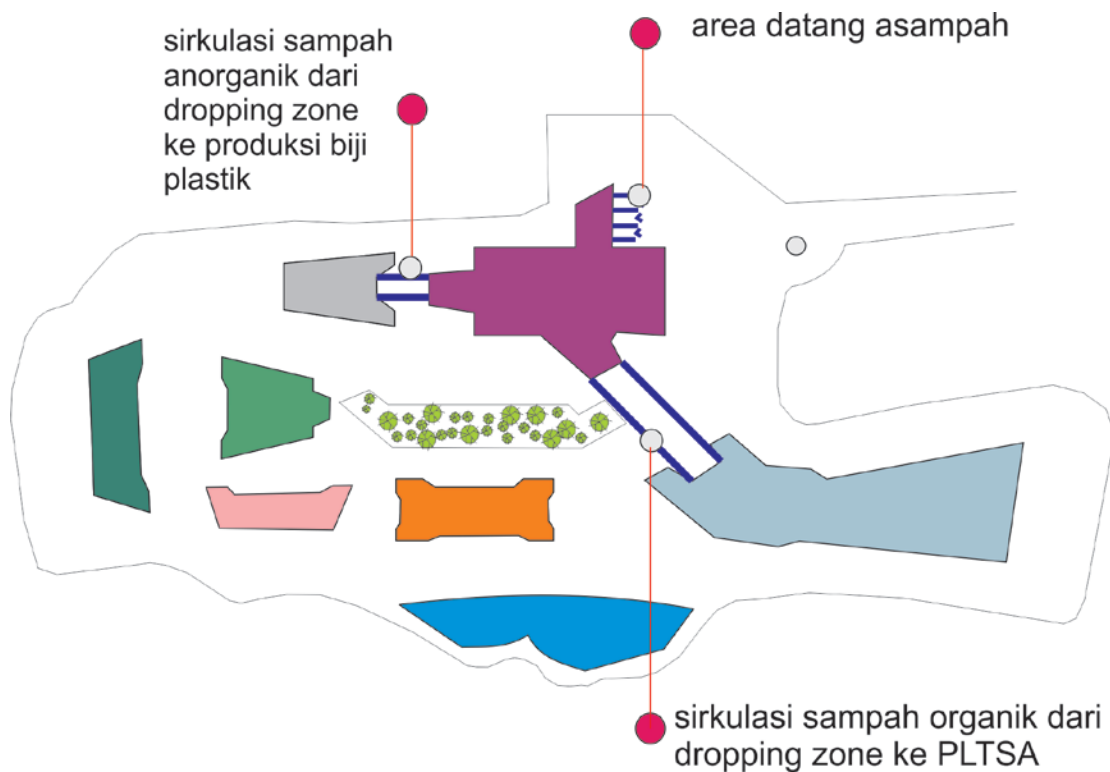 sirkulasi sampah
anorganik dari
dropping zone
ke produksi biji
plastik
area datang asampah
sirkulasi sampah organik dari
dropping zone ke PLTSA